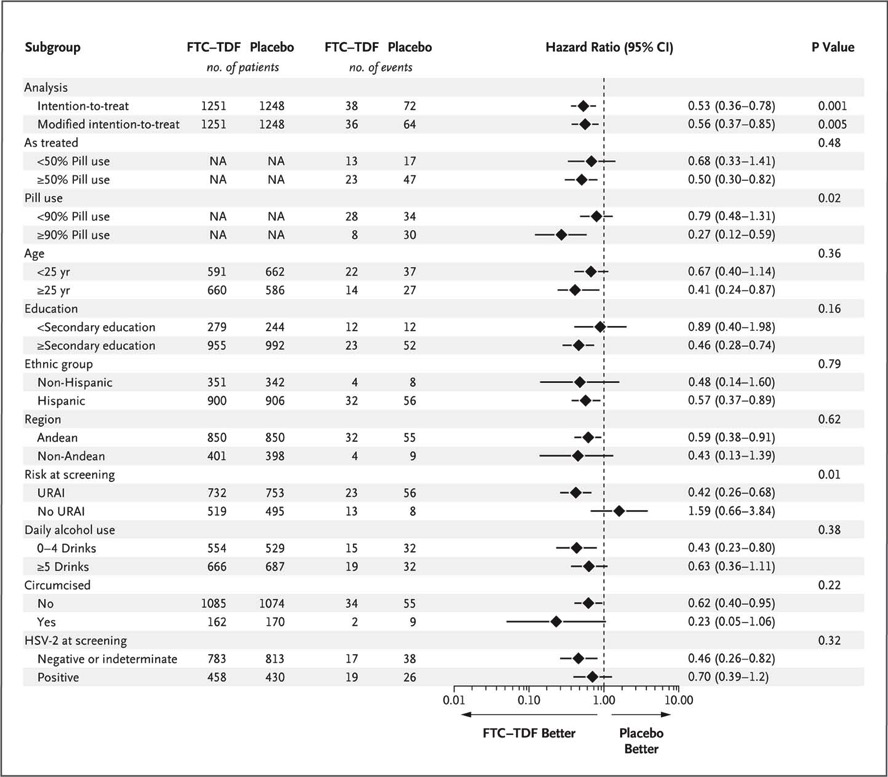 Subgroup FTC–TDF Placebo FTC–TDF Placebo Hazard Ratio (95% CI) P Value
no. of patients no. of events
Analysis
Intention-to-treat 1251 1248 38 72 0.53 (0.36–0.78) 0.001
Modified intention-to-treat 1251 1248 36 64 0.56 (0.37–0.85) 0.005
As treated 0.48
<50% Pill use NA NA 13 17 0.68 (0.33–1.41)
≥50% Pill use NA NA 23 47 0.50 (0.30–0.82)
Pill use 0.02
<90% Pill use NA NA 28 34 0.79 (0.48–1.31)
≥90% Pill use NA NA 8 30 0.27 (0.12–0.59)
Age 0.36
<25 yr 591 662 22 37 0.67 (0.40–1.14)
≥25 yr 660 586 14 27 0.41 (0.24–0.87)
Education 0.16
<Secondary education 279 244 12 12 0.89 (0.40–1.98)
≥Secondary education 955 992 23 52 0.46 (0.28–0.74)
Ethnic group 0.79
Non-Hispanic 351 342 4 8 0.48 (0.14–1.60)
Hispanic 900 906 32 56 0.57 (0.37–0.89)
Region 0.62
Andean 850 850 32 55 0.59 (0.38–0.91)
Non-Andean 401 398 4 9 0.43 (0.13–1.39)
Risk at screening 0.01
URAI 732 753 23 56 0.42 (0.26–0.68)
No URAI 519 495 13 8 1.59 (0.66–3.84)
Daily alcohol use 0.38
0–4 Drinks 554 529 15 32 0.43 (0.23–0.80)
≥5 Drinks 666 687 19 32 0.63 (0.36–1.11)
Circumcised 0.22
No 1085 1074 34 55 0.62 (0.40–0.95)
Yes 162 170 2 9 0.23 (0.05–1.06)
HSV-2 at screening 0.32
Negative or indeterminate 783 813 17 38 0.46 (0.26–0.82)
Positive 458 430 19 26 0.70 (0.39–1.2)
0.01 0.10 1.00 10.00
FTC–TDF Better Placebo
Better